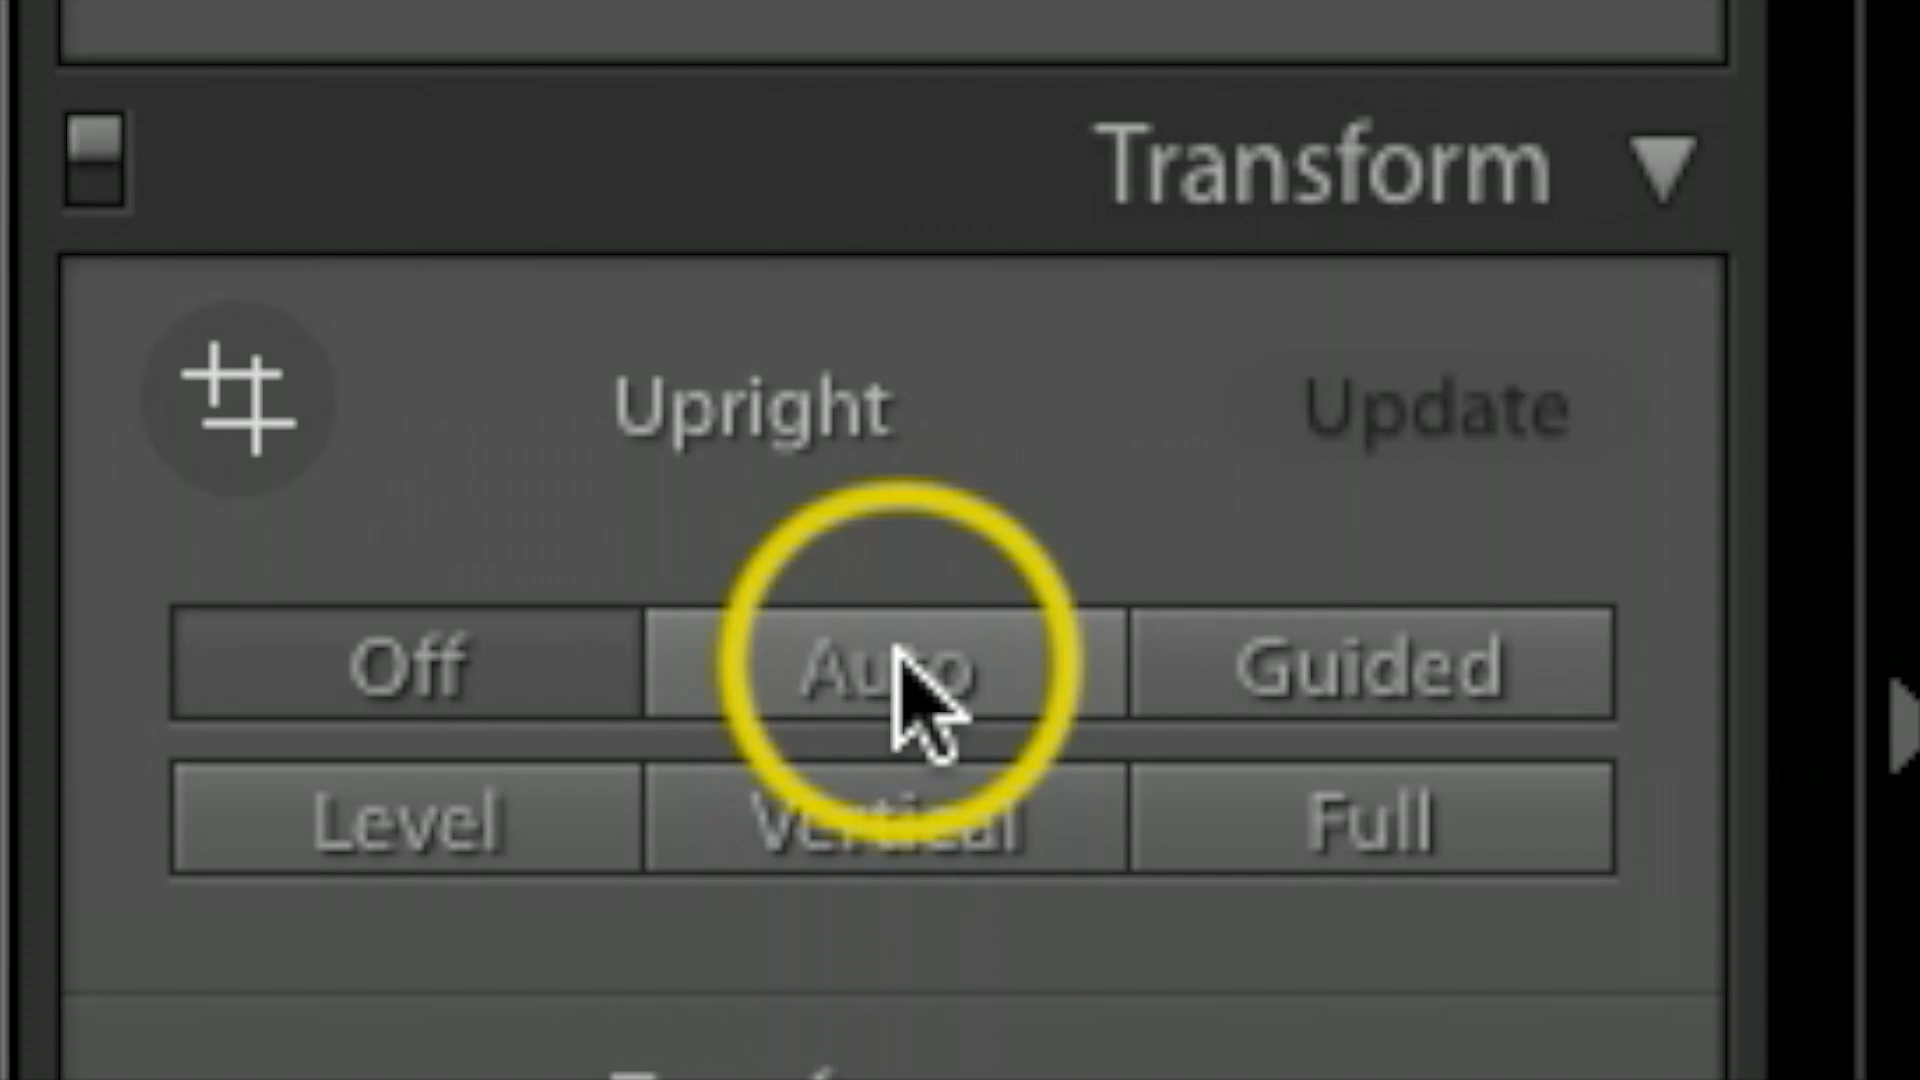 Transform
Upright Update
Off Auto Guided
Level Vertical Full